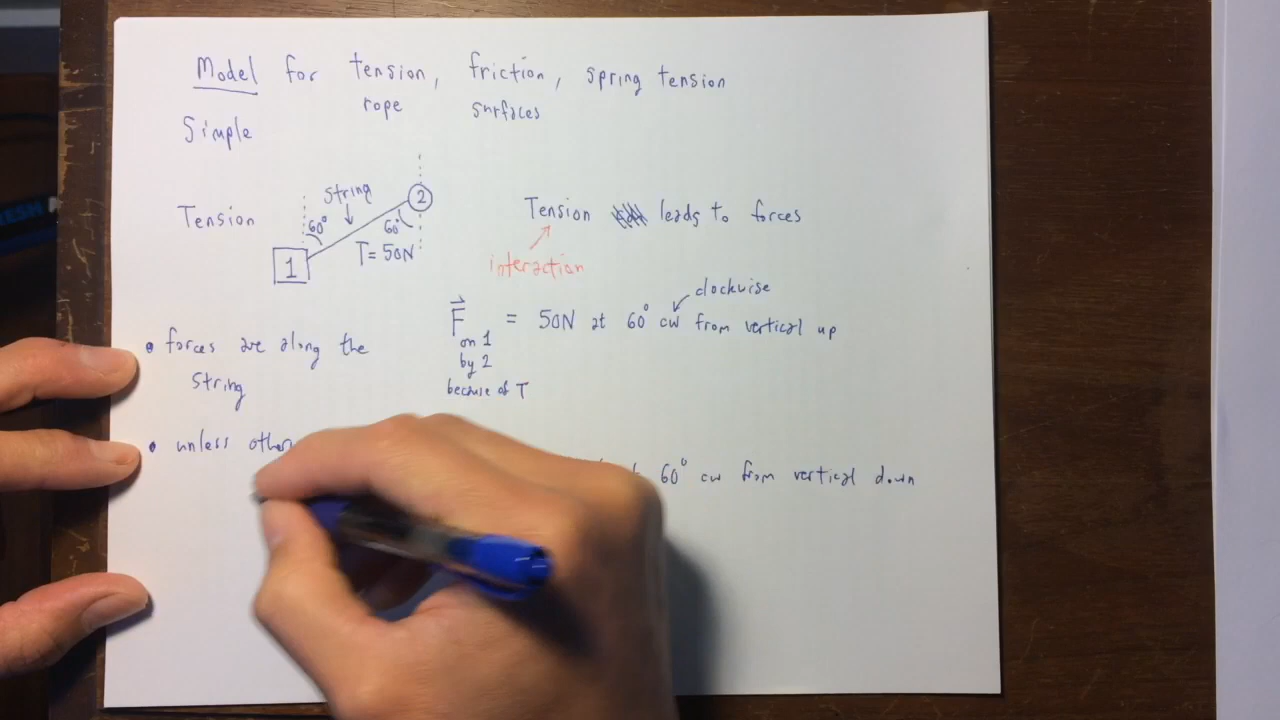 Model for tension, friction, spring tension
rope surfaces
Simple
Tension
string
2
60°
60°
T = 50N
1
Tension leads to forces
interaction
clockwise
F = 50N at 60° cw from vertical up
on 1
by 2
because of T
• forces are along the
string
• unless other
60° cw from vertical down
ESH